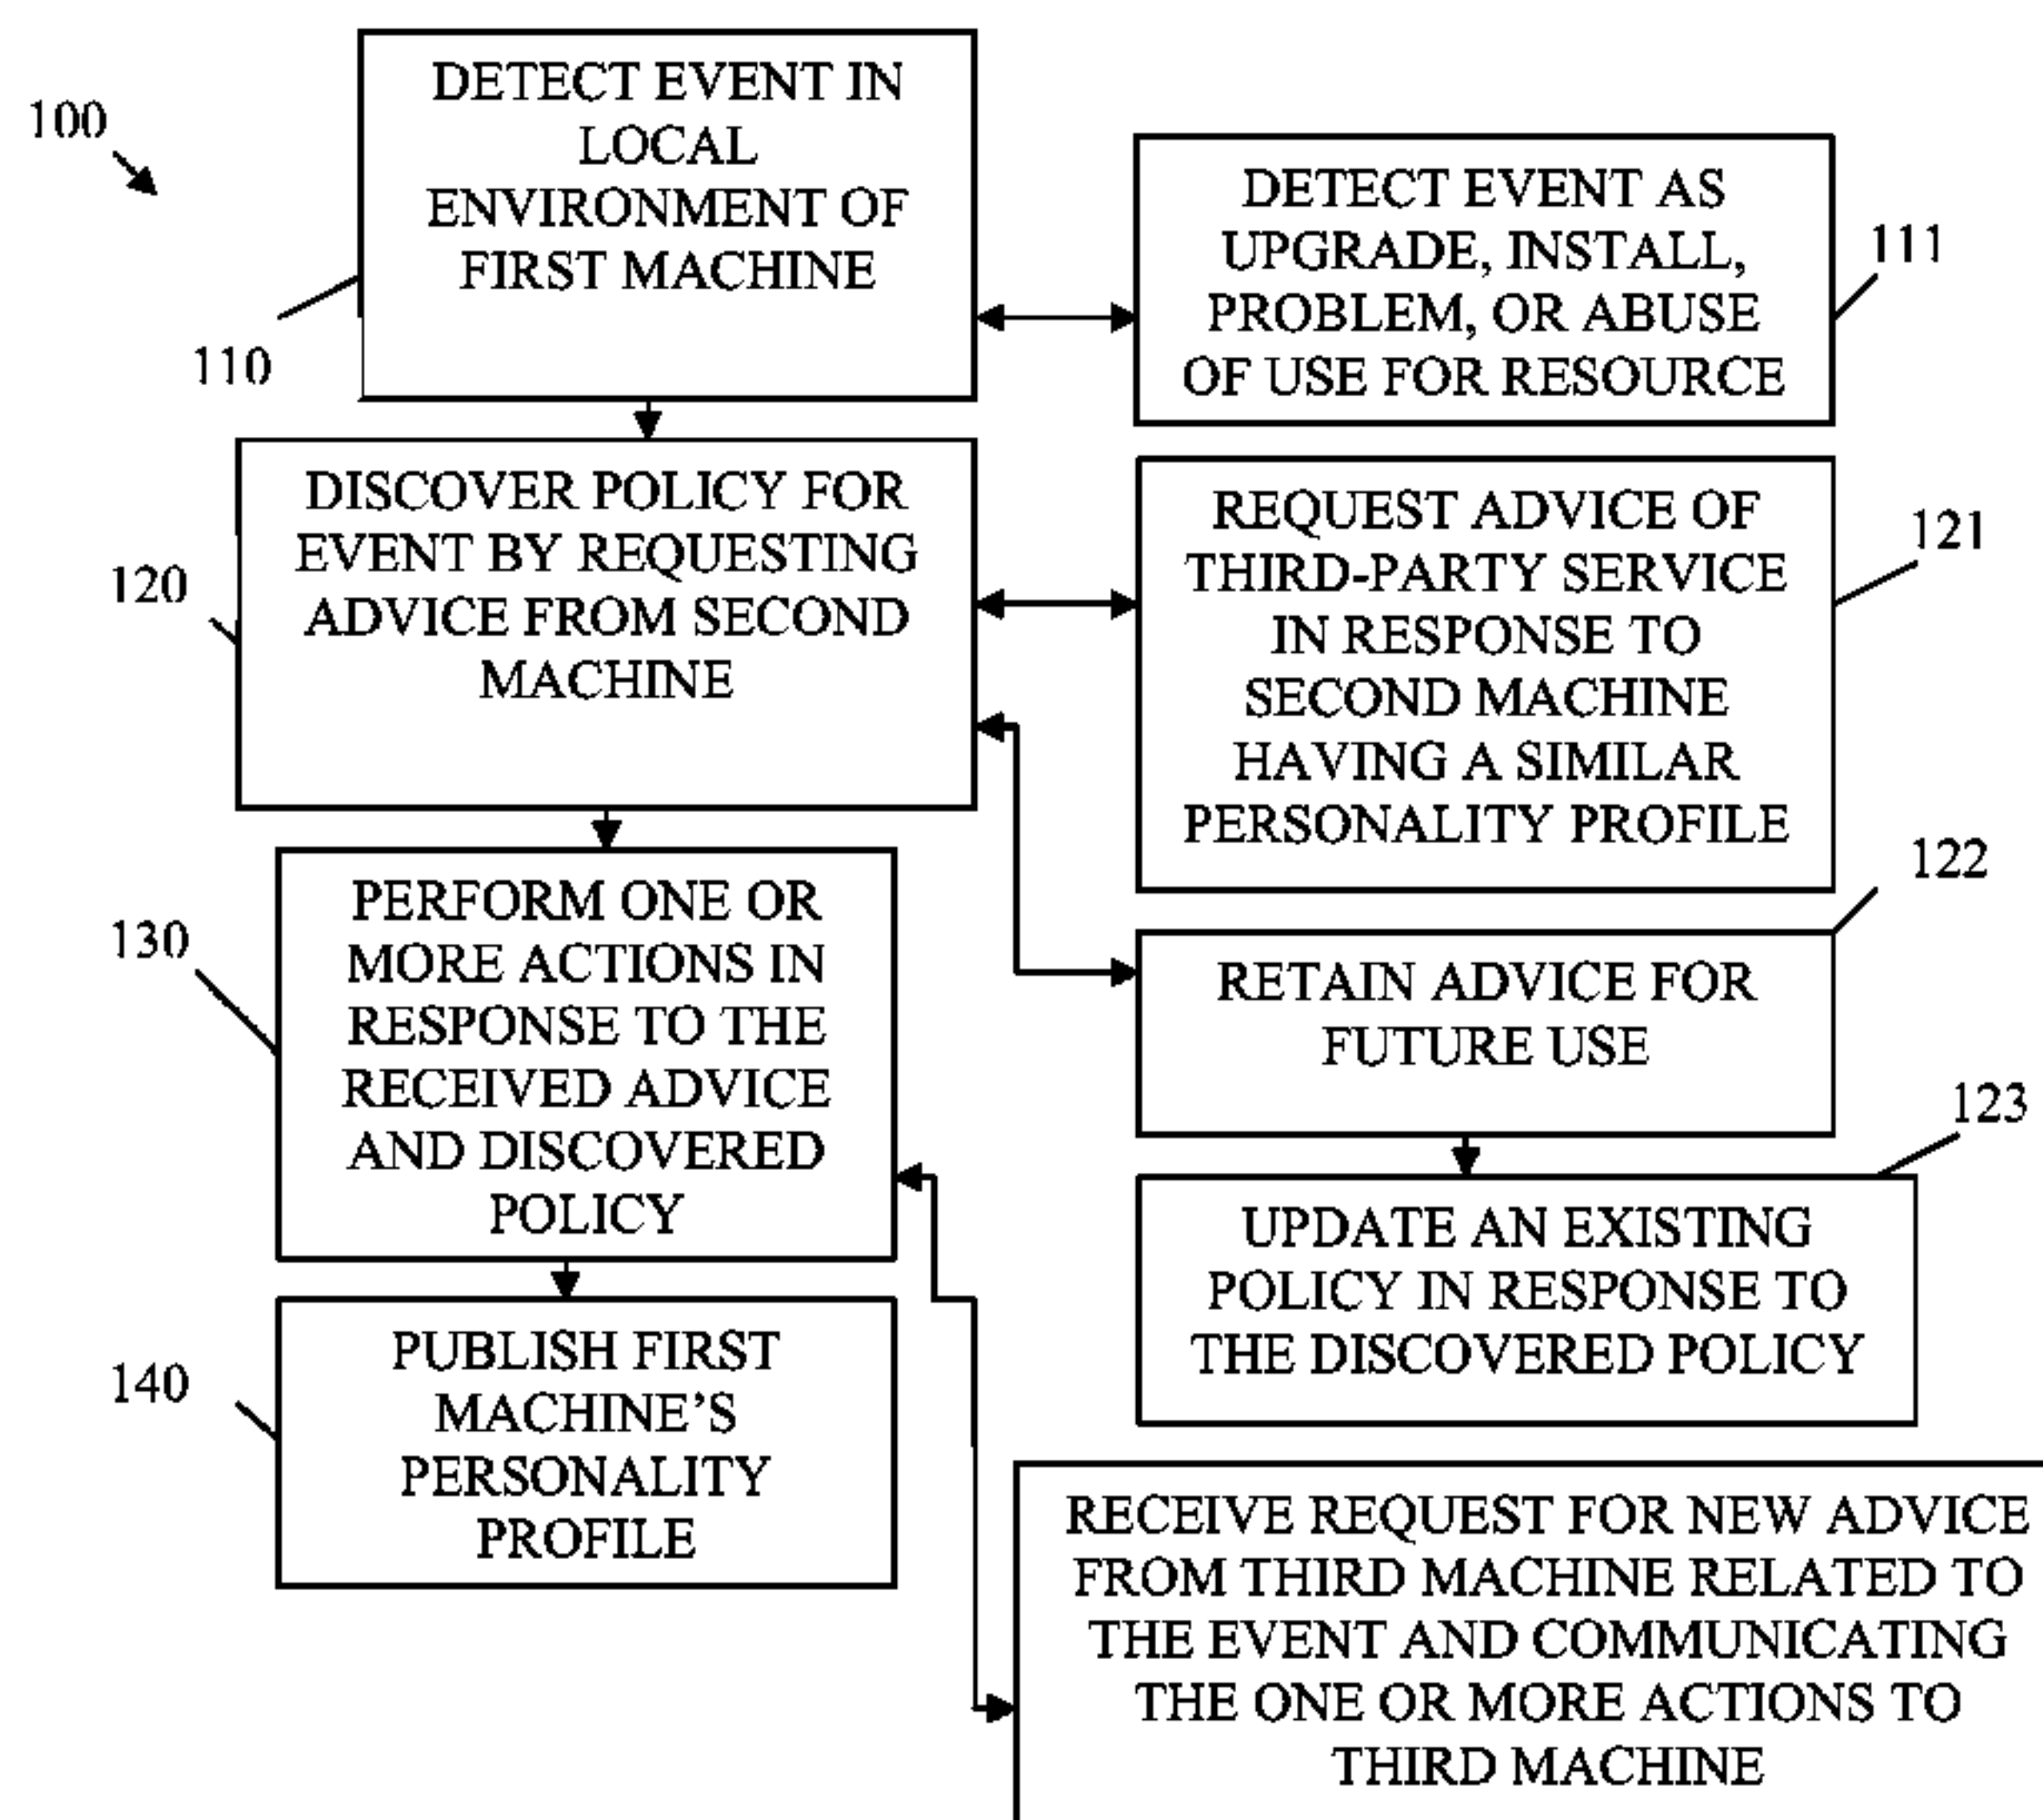 100
DETECT EVENT IN
LOCAL
ENVIRONMENT OF
FIRST MACHINE
110
DETECT EVENT AS
UPGRADE, INSTALL,
PROBLEM, OR ABUSE
OF USE FOR RESOURCE
111
DISCOVER POLICY FOR
EVENT BY REQUESTING
ADVICE FROM SECOND
MACHINE
120
REQUEST ADVICE OF
THIRD-PARTY SERVICE
IN RESPONSE TO
SECOND MACHINE
HAVING A SIMILAR
PERSONALITY PROFILE
121
122
RETAIN ADVICE FOR
FUTURE USE
PERFORM ONE OR
MORE ACTIONS IN
RESPONSE TO THE
RECEIVED ADVICE
AND DISCOVERED
POLICY
130
123
UPDATE AN EXISTING
POLICY IN RESPONSE TO
THE DISCOVERED POLICY
PUBLISH FIRST
MACHINE'S
PERSONALITY
PROFILE
140
RECEIVE REQUEST FOR NEW ADVICE
FROM THIRD MACHINE RELATED TO
THE EVENT AND COMMUNICATING
THE ONE OR MORE ACTIONS TO
THIRD MACHINE